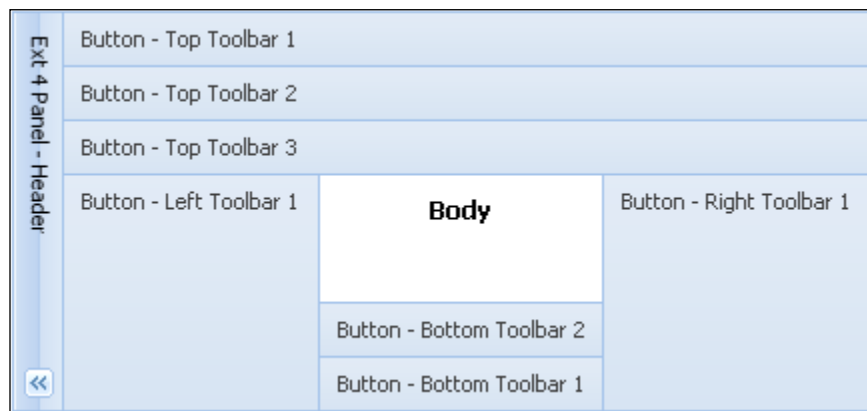 Ext 4 Panel - Header
Button - Top Toolbar 1
Button - Top Toolbar 2
Button - Top Toolbar 3
Button - Left Toolbar 1
Body
Button - Right Toolbar 1
Button - Bottom Toolbar 2
Button - Bottom Toolbar 1